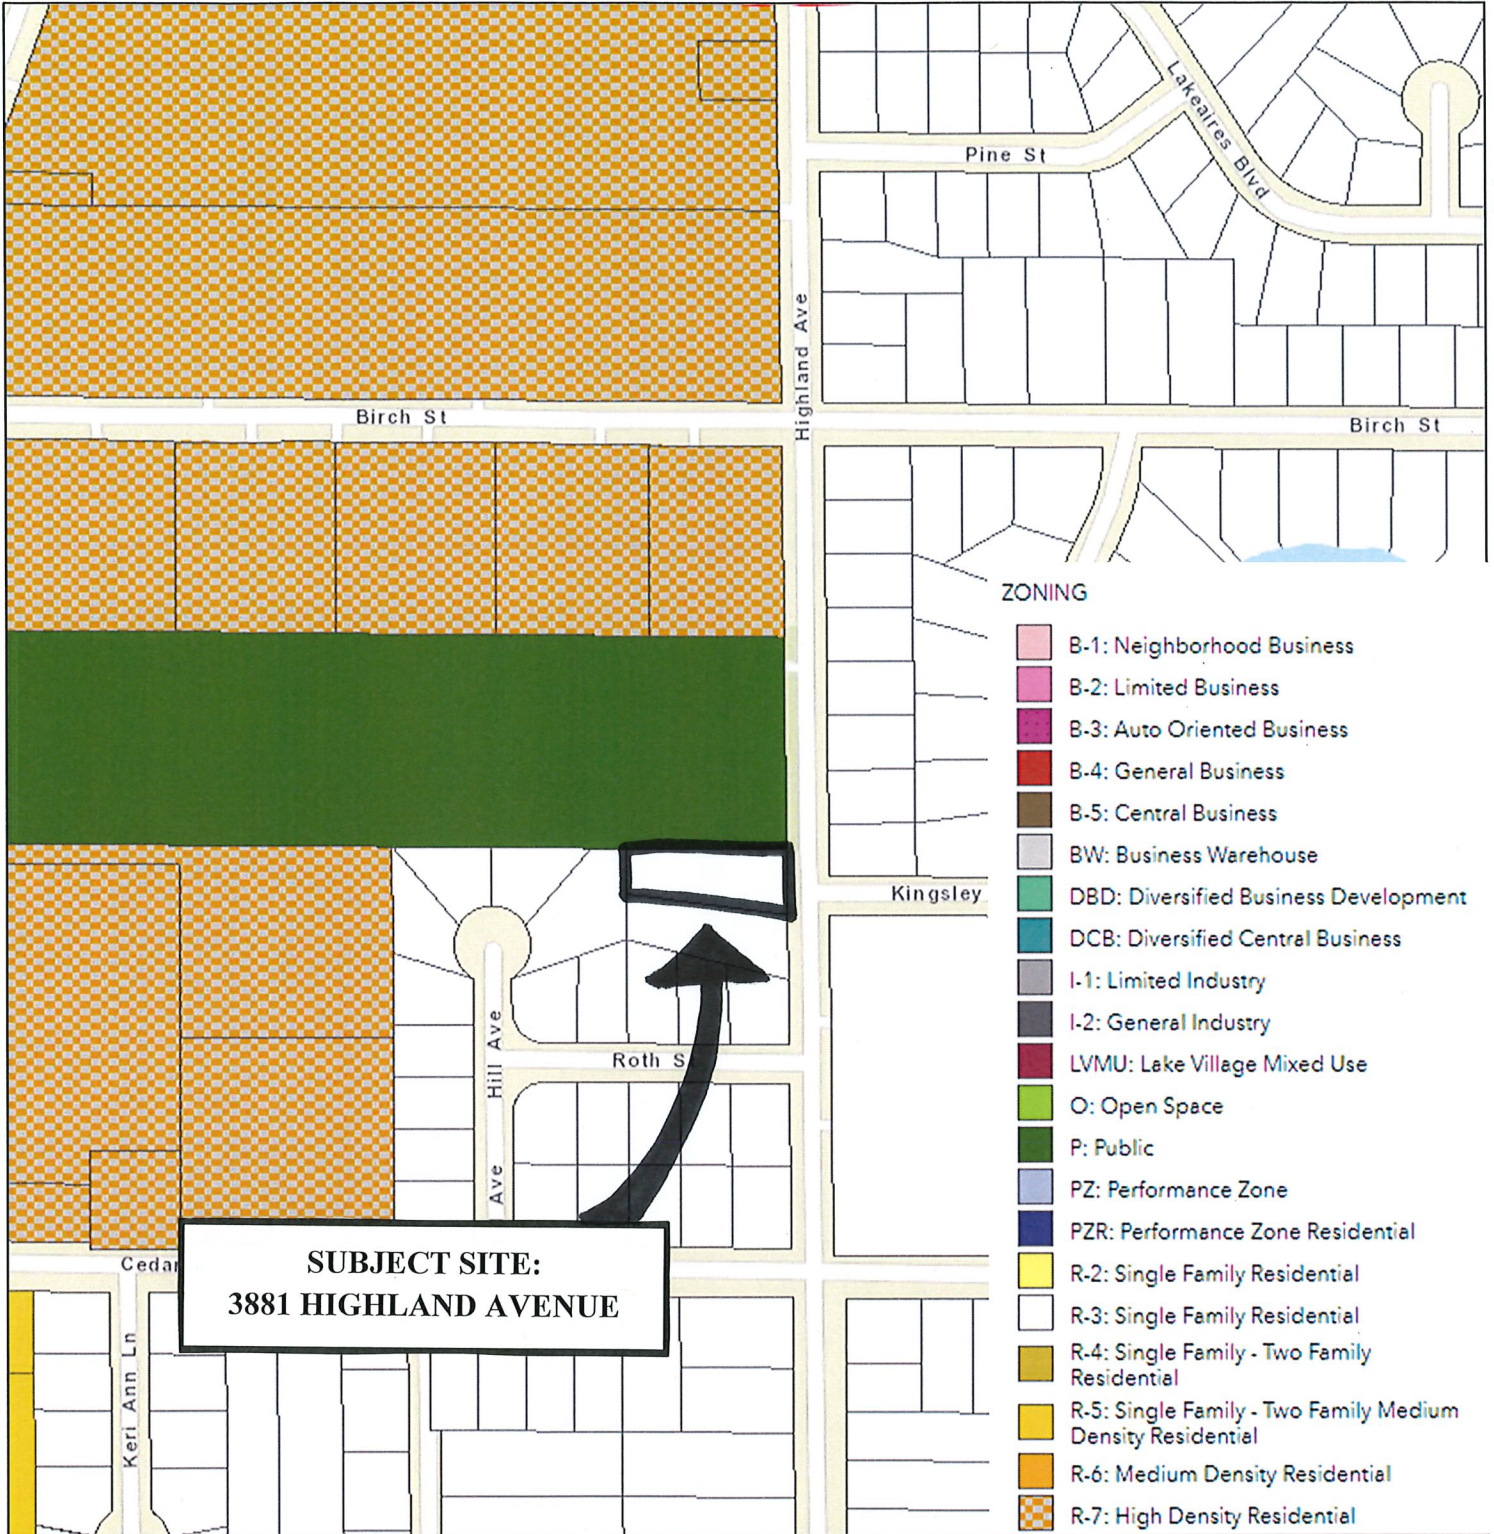 Lakeaires Blvd
Pine St
Highland Ave
Birch St
Birch St
ZONING
B-1: Neighborhood Business
B-2: Limited Business
B-3: Auto Oriented Business
B-4: General Business
B-5: Central Business
BW: Business Warehouse
DBD: Diversified Business Development
DCB: Diversified Central Business
I-1: Limited Industry
I-2: General Industry
LVMU: Lake Village Mixed Use
O: Open Space
P: Public
PZ: Performance Zone
PZR: Performance Zone Residential
R-2: Single Family Residential
R-3: Single Family Residential
R-4: Single Family - Two Family
Residential
R-5: Single Family - Two Family Medium
Density Residential
R-6: Medium Density Residential
R-7: High Density Residential
Kingsley
Hill Ave
Roth S
Ave
Cedar
SUBJECT SITE:
3881 HIGHLAND AVENUE
Keri Ann Ln